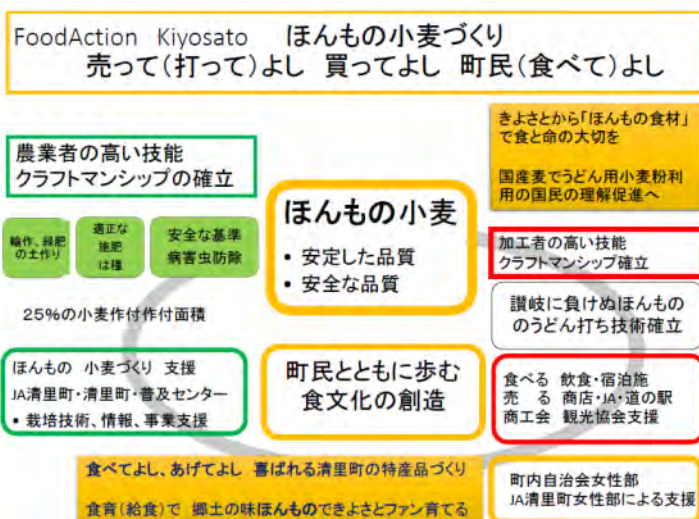 FoodAction Kiyosato ほんもの小麦づくり
売って(打って)よし 買ってよし 町民(食べて)よし
農業者の高い技能
クラフトマンシップの確立
輪作、緑肥
の土作り
適正な
施肥
は種
安全な基準
病害虫防除
25%の小麦作付作付面積
ほんもの 小麦づくり 支援
JA清里町・清里町・普及センター
• 栽培技術、情報、事業支援
ほんもの小麦
• 安定した品質
• 安全な品質
町民とともに歩む
食文化の創造
きよさとから「ほんもの食材」
で食と命の大切を
国産麦でうどん用小麦粉利
用の国民の理解促進へ
加工者の高い技能
クラフトマンシップ確立
讃岐に負けぬほんもの
のうどん打ち技術確立
食べる 飲食・宿泊施
売 る 商店・JA・道の駅
商工会 観光協会支援
食べてよし、あげてよし 喜ばれる清里町の特産品づくり
食育(給食)で 郷土の味ほんものできよさとファン育てる
町内自治会女性部
JA清里町女性部による支援